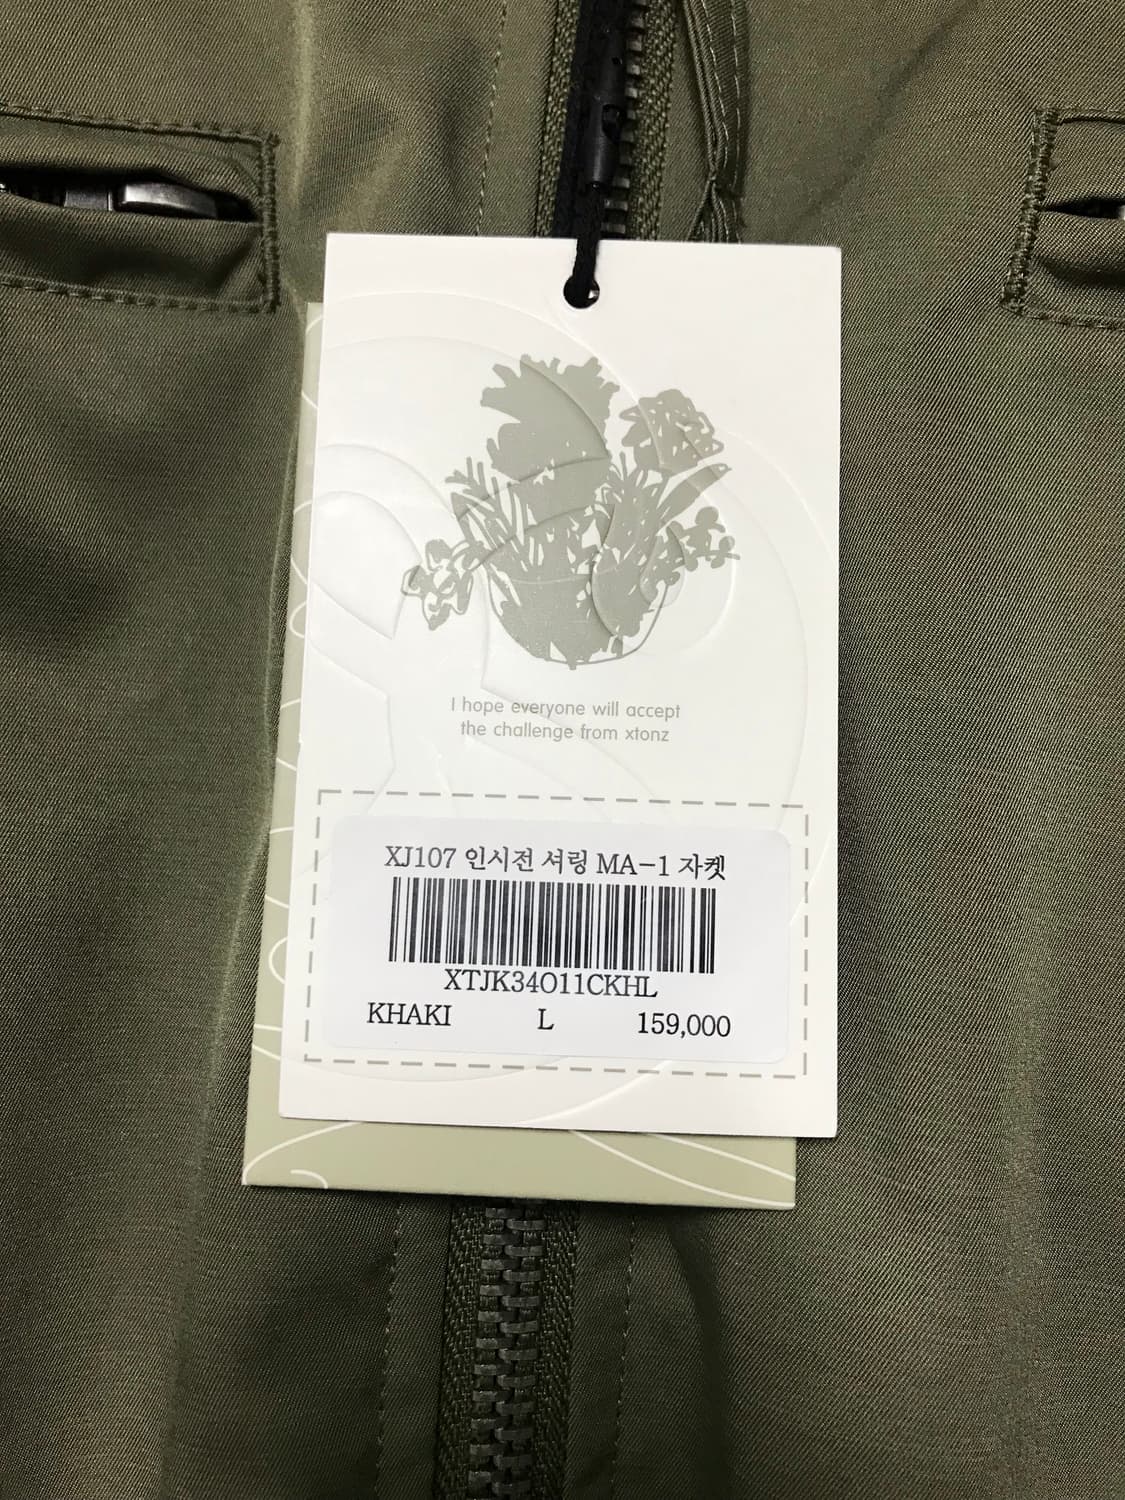 I hope everyone will accept
the challenge from xtonz
XJ107 인시전 셔링 MA-1 자켓
XTJK34O11CKHL
KHAKI L 159,000